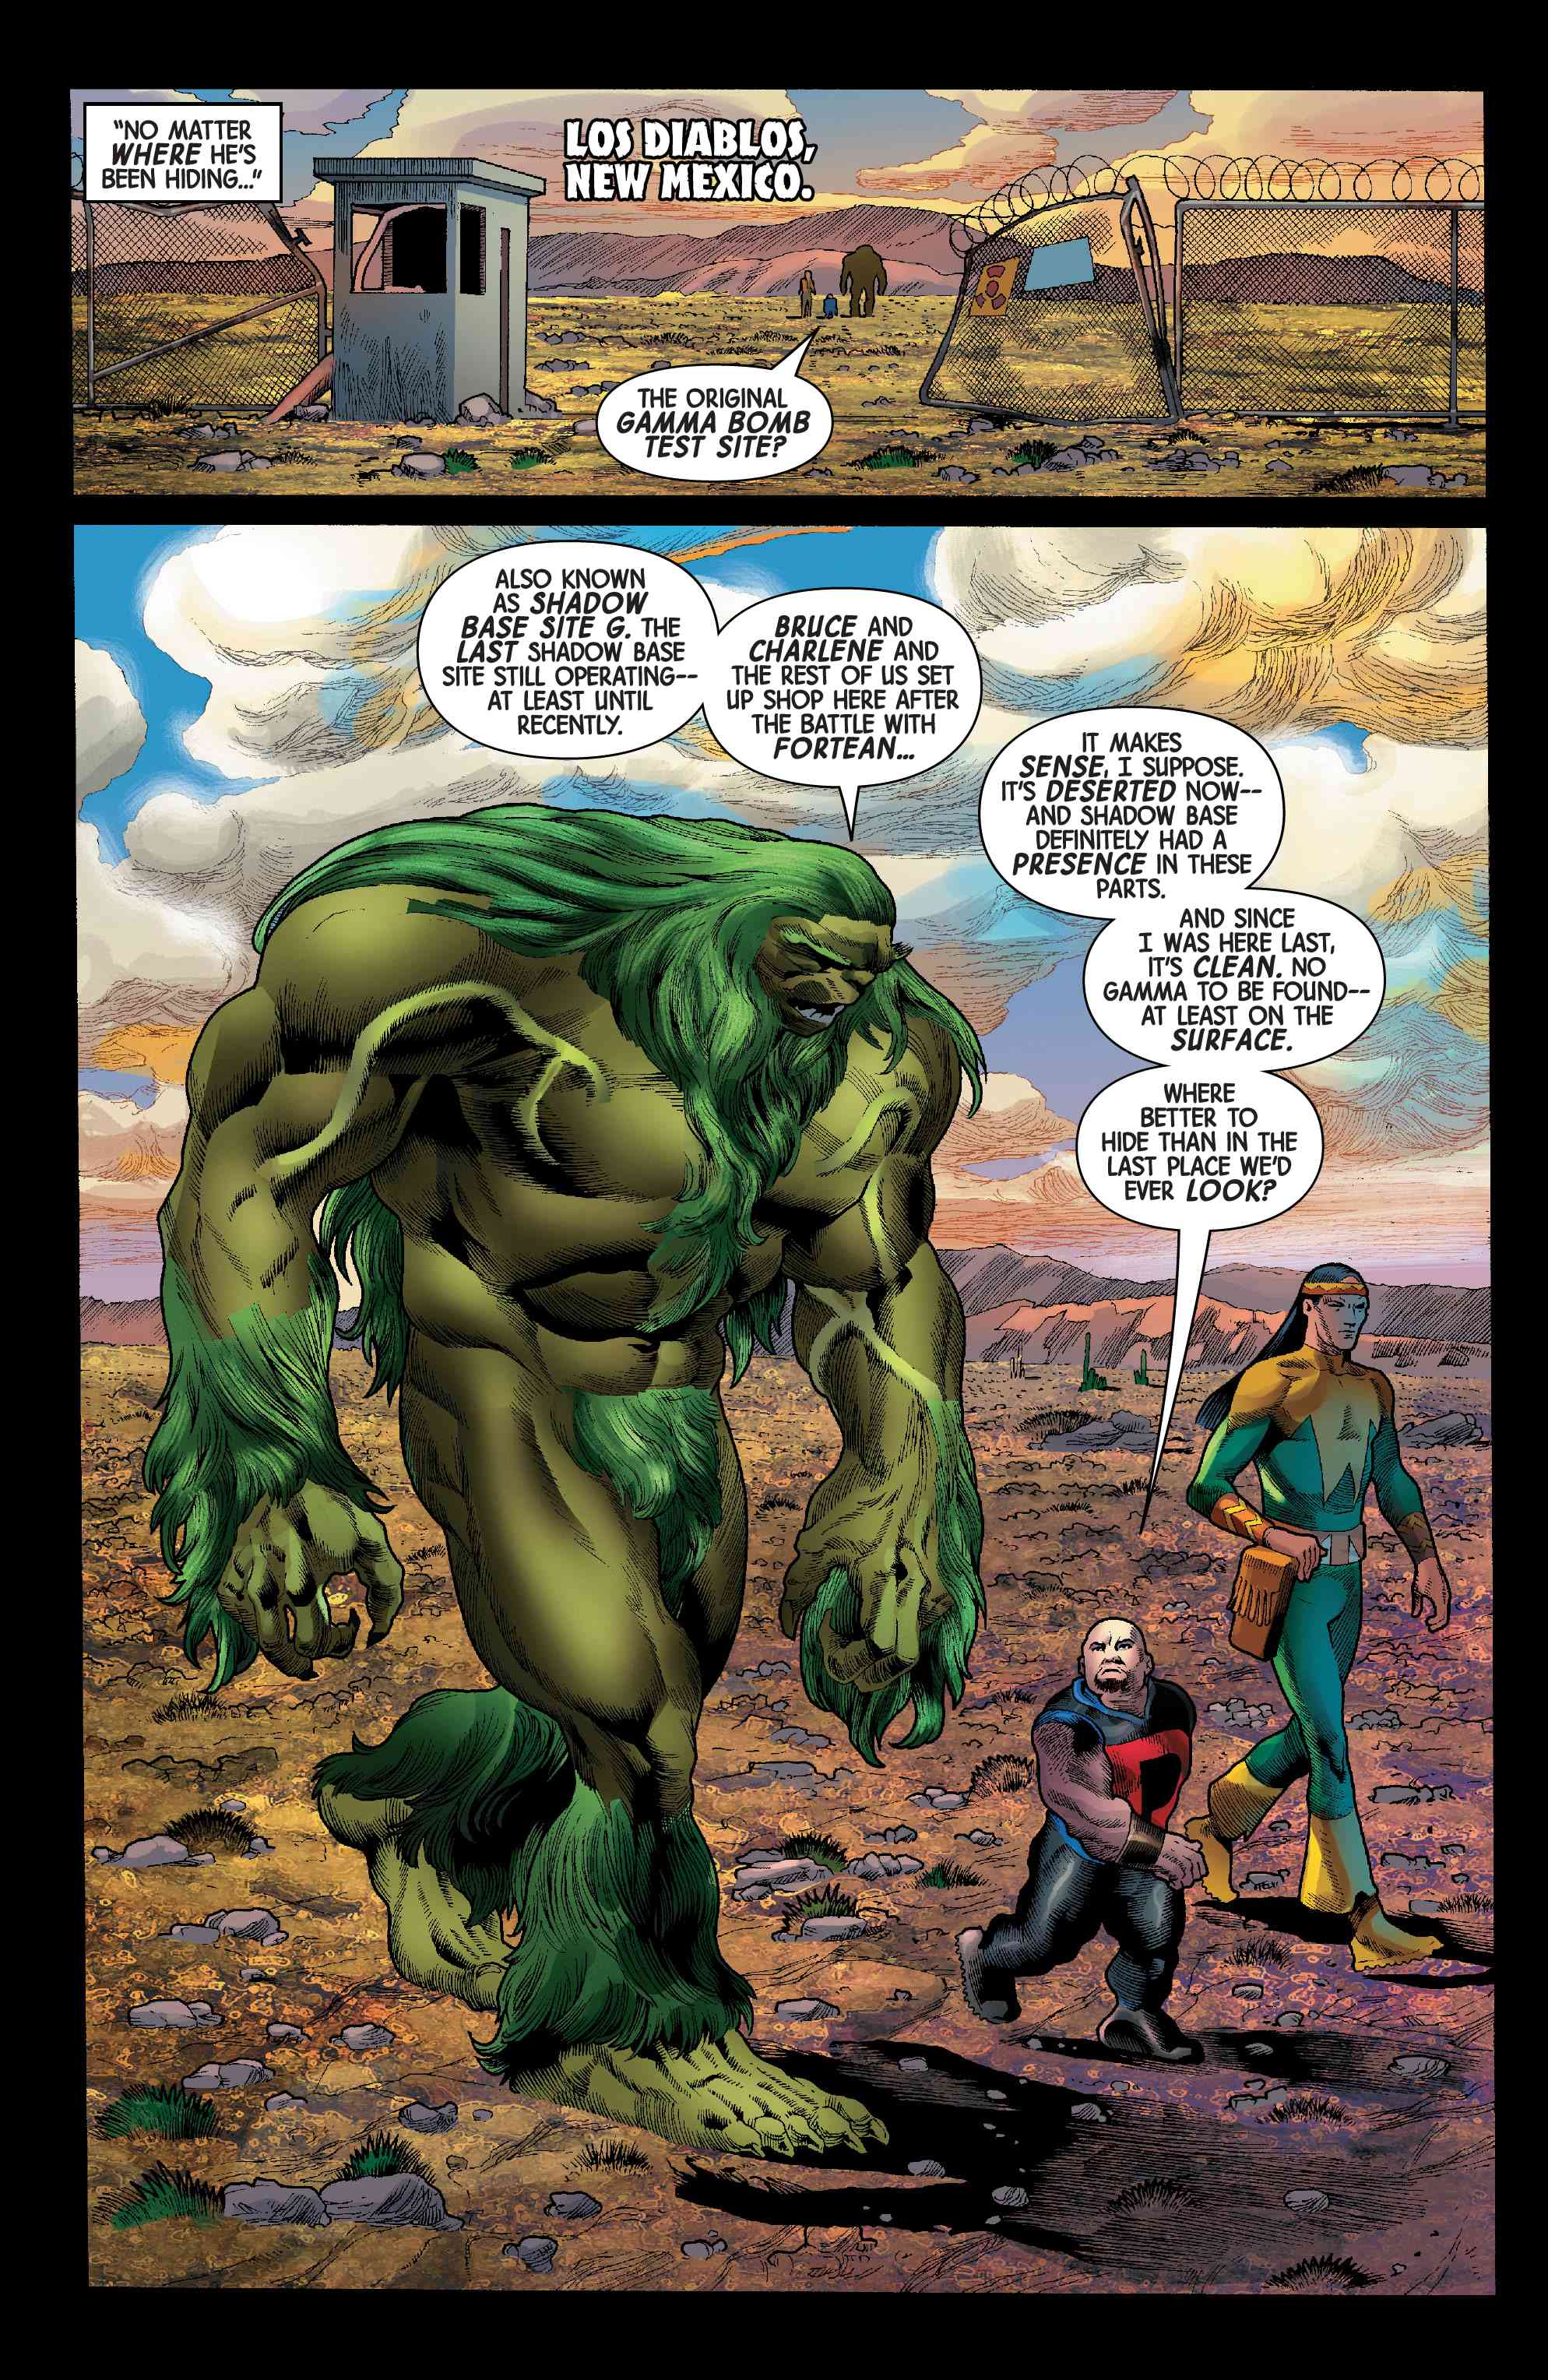 "NO MATTER
WHERE HE'S
BEEN HIDING..."
LOS DIABLOS,
NEW MEXICO.
THE ORIGINAL
GAMMA BOMB
TEST SITE?
ALSO KNOWN
AS SHADOW
BASE SITE G. THE
LAST SHADOW BASE
SITE STILL OPERATING--
AT LEAST UNTIL
RECENTLY.
BRUCE AND
CHARLENE AND
THE REST OF US SET
UP SHOP HERE AFTER
THE BATTLE WITH
FORTEAN...
IT MAKES
SENSE, I SUPPOSE.
IT'S DESERTED NOW--
AND SHADOW BASE
DEFINITELY HAD A
PRESENCE IN THESE
PARTS.
AND SINCE
I WAS HERE LAST,
IT'S CLEAN. NO
GAMMA TO BE FOUND--
AT LEAST ON THE
SURFACE.
WHERE
BETTER TO
HIDE THAN IN THE
LAST PLACE WE'D
EVER LOOK?